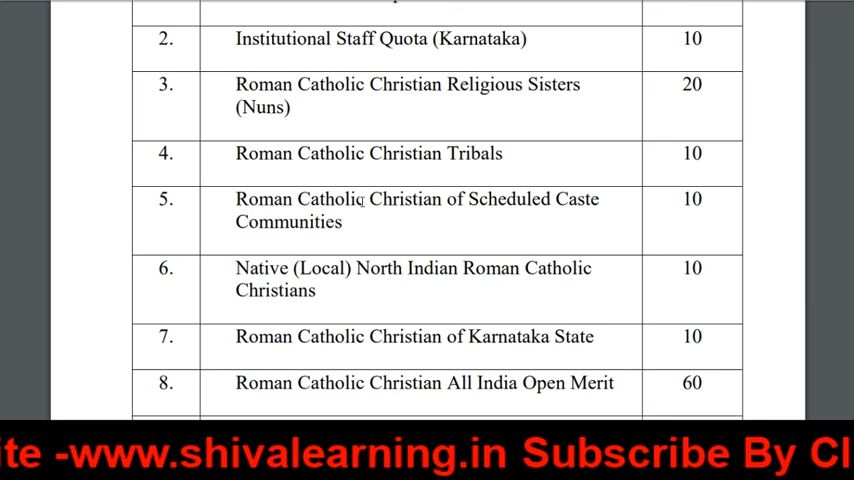 2. Institutional Staff Quota (Karnataka) 10
3. Roman Catholic Christian Religious Sisters 20
(Nuns)
4. Roman Catholic Christian Tribals 10
5. Roman Catholic Christian of Scheduled Caste 10
Communities
6. Native (Local) North Indian Roman Catholic 10
Christians
7. Roman Catholic Christian of Karnataka State 10
8. Roman Catholic Christian All India Open Merit 60
ite -www.shivalearning.in Subscribe By Cl